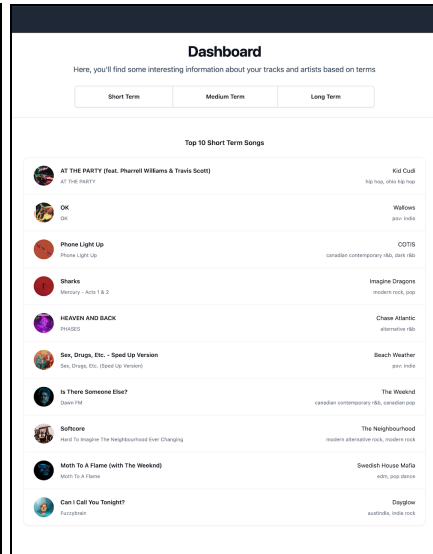 Dashboard
Here, you'll find some interesting information about your tracks and artists based on terms
Short Term Medium Term Long Term
Top 10 Short Term Songs
AT THE PARTY (feat. Pharrell Williams & Travis Scott) Kid Cudi
AT THE PARTY hip hop, ohio hip hop
OK Wallows
OK pov: indie
Phone Light Up COTIS
Phone Light Up canadian contemporary r&b, dark r&b
Sharks Imagine Dragons
Mercury - Acts 1 & 2 modern rock, pop
HEAVEN AND BACK Chase Atlantic
PHASES alternative r&b
Sex, Drugs, Etc. - Sped Up Version Beach Weather
Sex, Drugs, Etc. (Sped Up Version) pov: indie
Is There Someone Else? The Weeknd
Dawn FM canadian contemporary r&b, canadian pop
Softcore The Neighbourhood
Hard To Imagine The Neighbourhood Ever Changing modern alternative rock, modern rock
Moth To A Flame (with The Weeknd) Swedish House Mafia
Moth To A Flame edm, pop dance
Can I Call You Tonight? Dayglow
Fuzzybrain austindie, indie rock